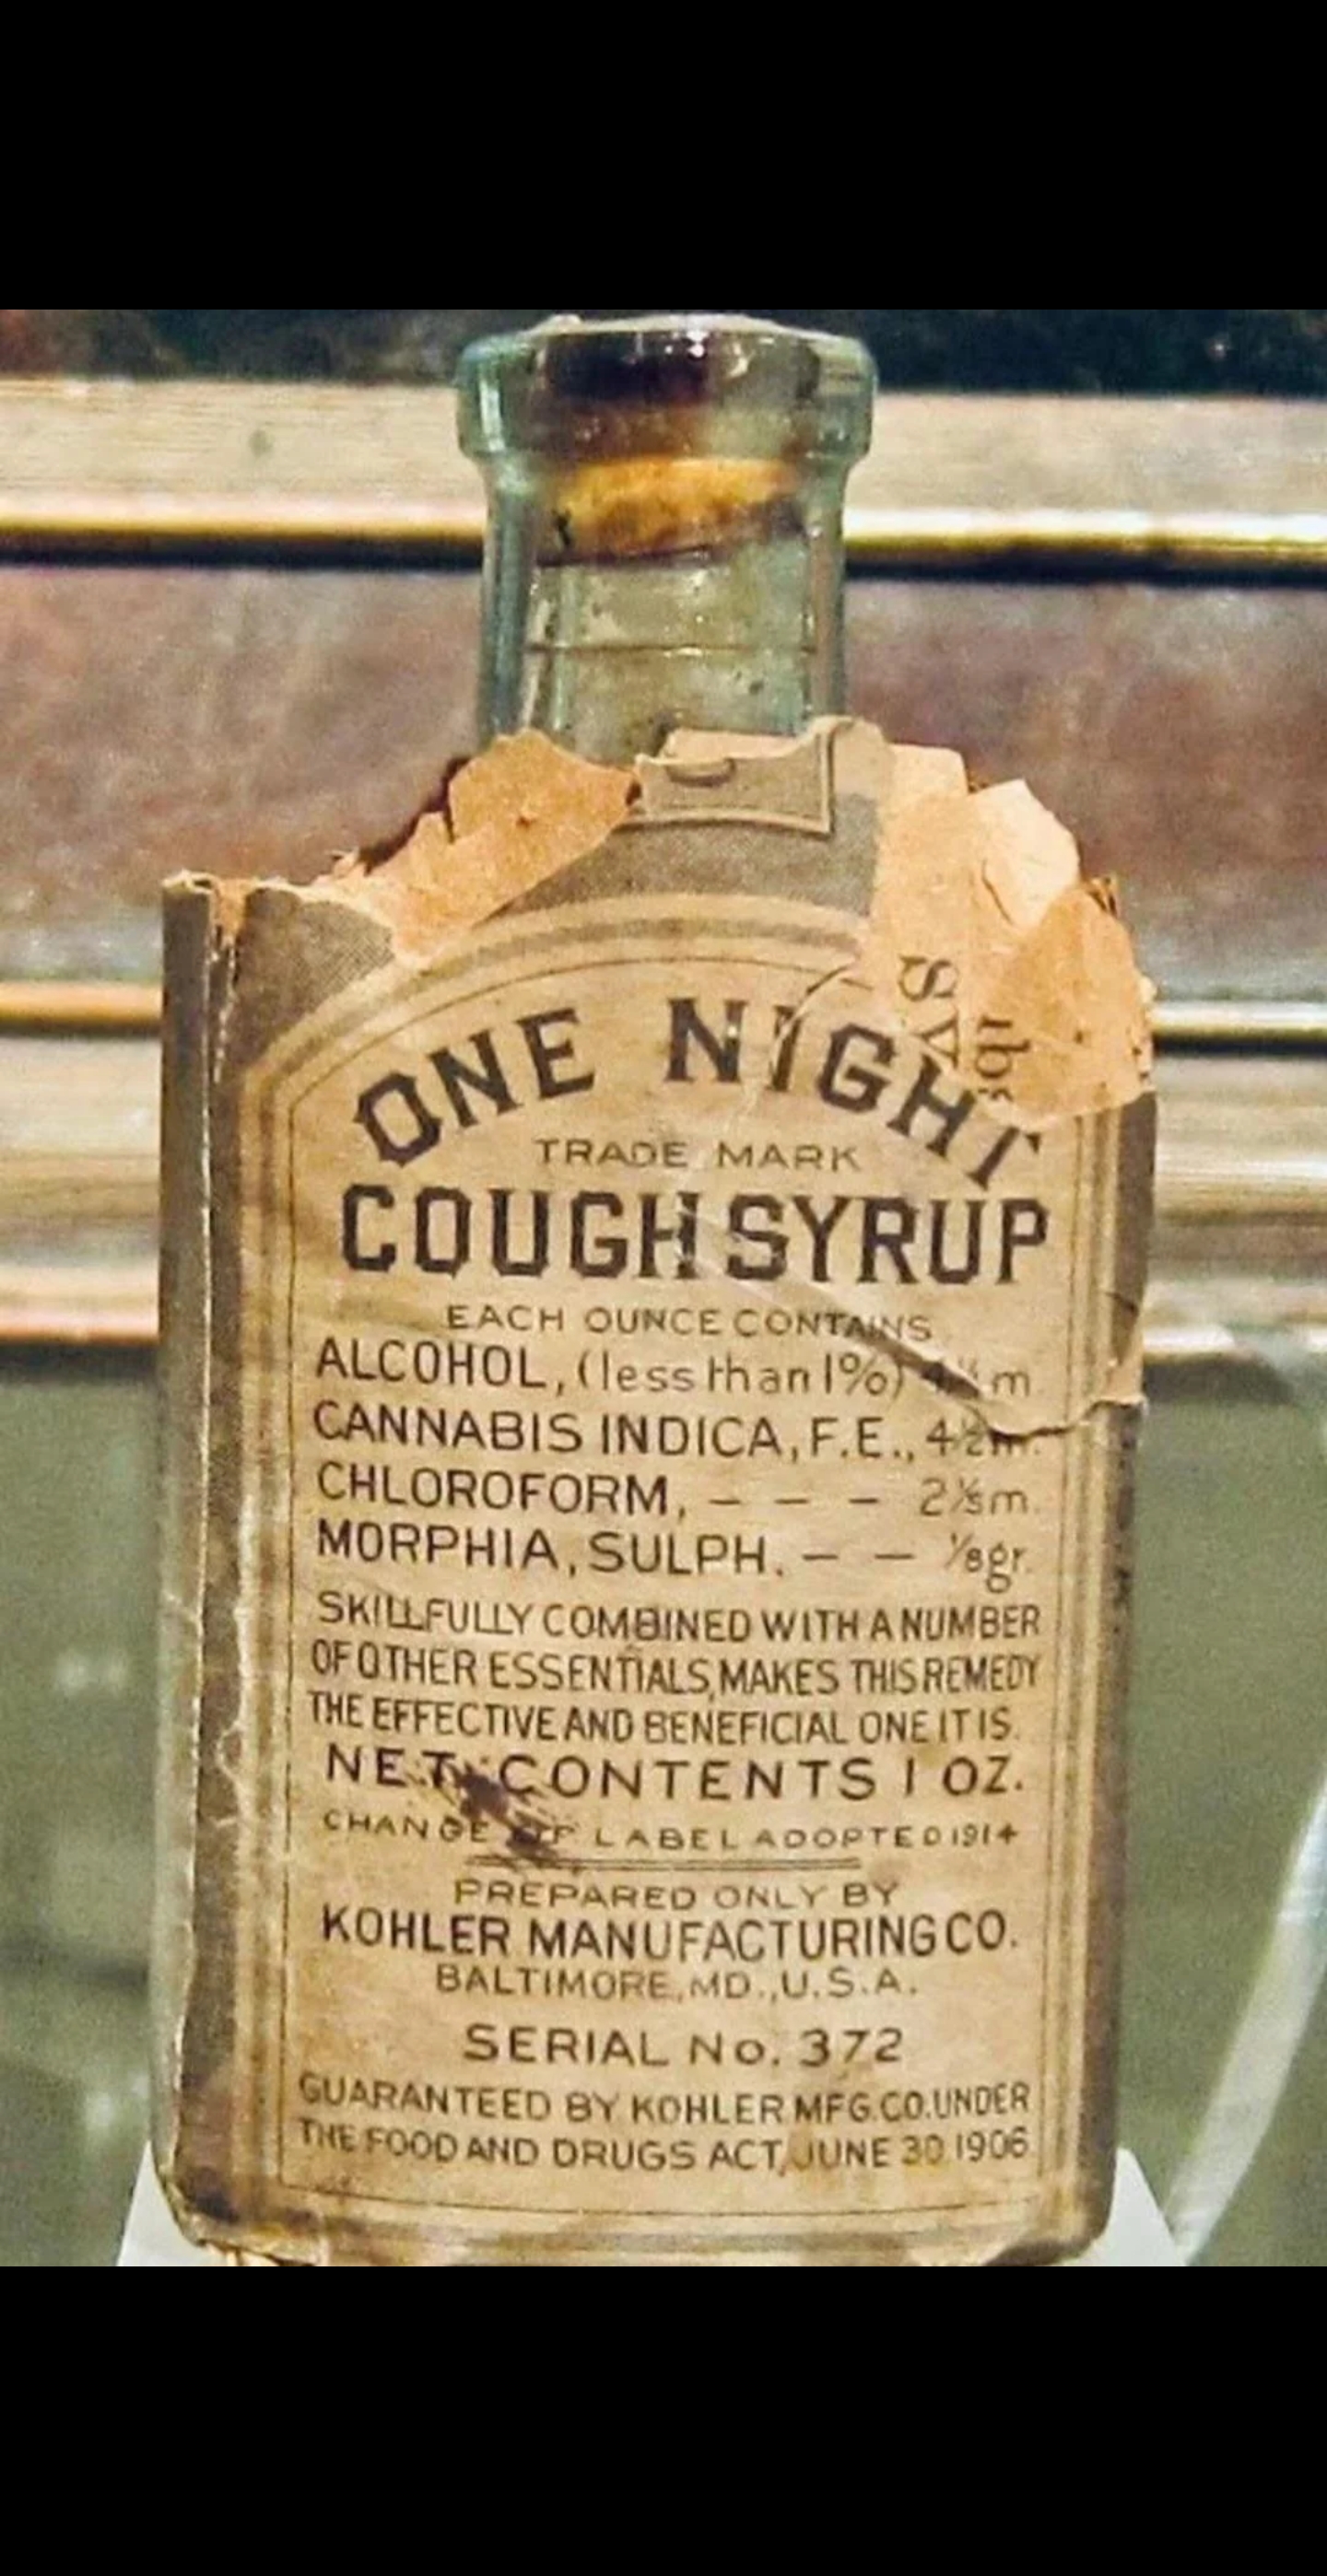 ONE NIGHT
TRADE MARK
COUGH SYRUP
EACH OUNCE CONTAINS
ALCOHOL, (less than 1%) m.
CANNABIS INDICA, F.E., 4½m.
CHLOROFORM, - - - m.
MORPHIA, SULPH. - - ⅛gr.
SKILLFULLY COMBINED WITH A NUMBER
OF OTHER ESSENTIALS, MAKES THIS REMEDY
THE EFFECTIVE AND BENEFICIAL ONE IT IS.
NET CONTENTS 1 OZ.
CHANGE OF LABEL ADOPTED 1914
PREPARED ONLY BY
KOHLER MANUFACTURING CO.
BALTIMORE, MD., U.S.A.
SERIAL No. 372
GUARANTEED BY KOHLER MFG. CO. UNDER
THE FOOD AND DRUGS ACT, JUNE 30 1906